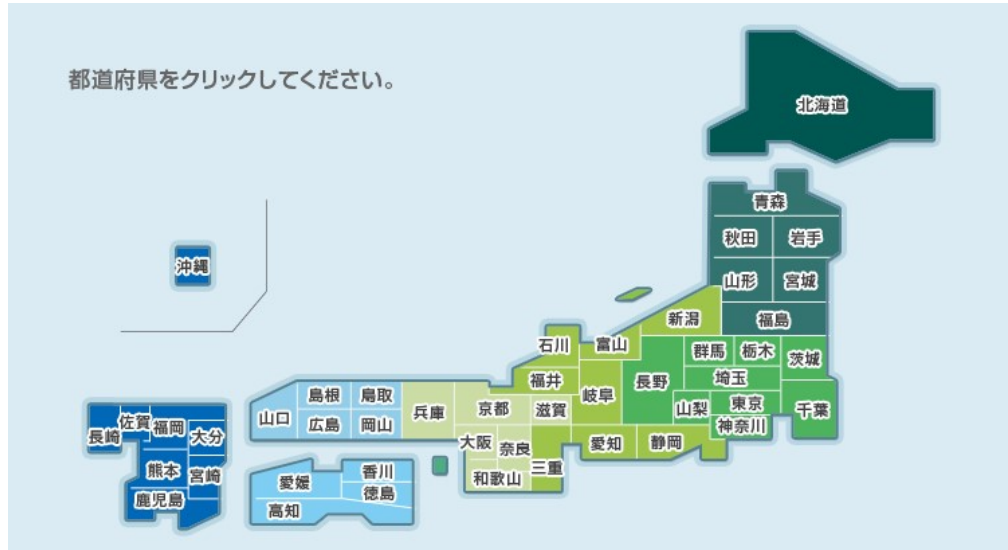 都道府県をクリックしてください。
北海道
青森
秋田
岩手
山形
宮城
福島
沖縄
新潟
石川
富山
福井
岐阜
長野
群馬
栃木
茨城
埼玉
山梨
東京
千葉
神奈川
愛知
静岡
三重
山口
島根
鳥取
広島
岡山
兵庫
京都
滋賀
大阪
奈良
和歌山
愛媛
香川
徳島
高知
長崎
佐賀
福岡
大分
熊本
宮崎
鹿児島